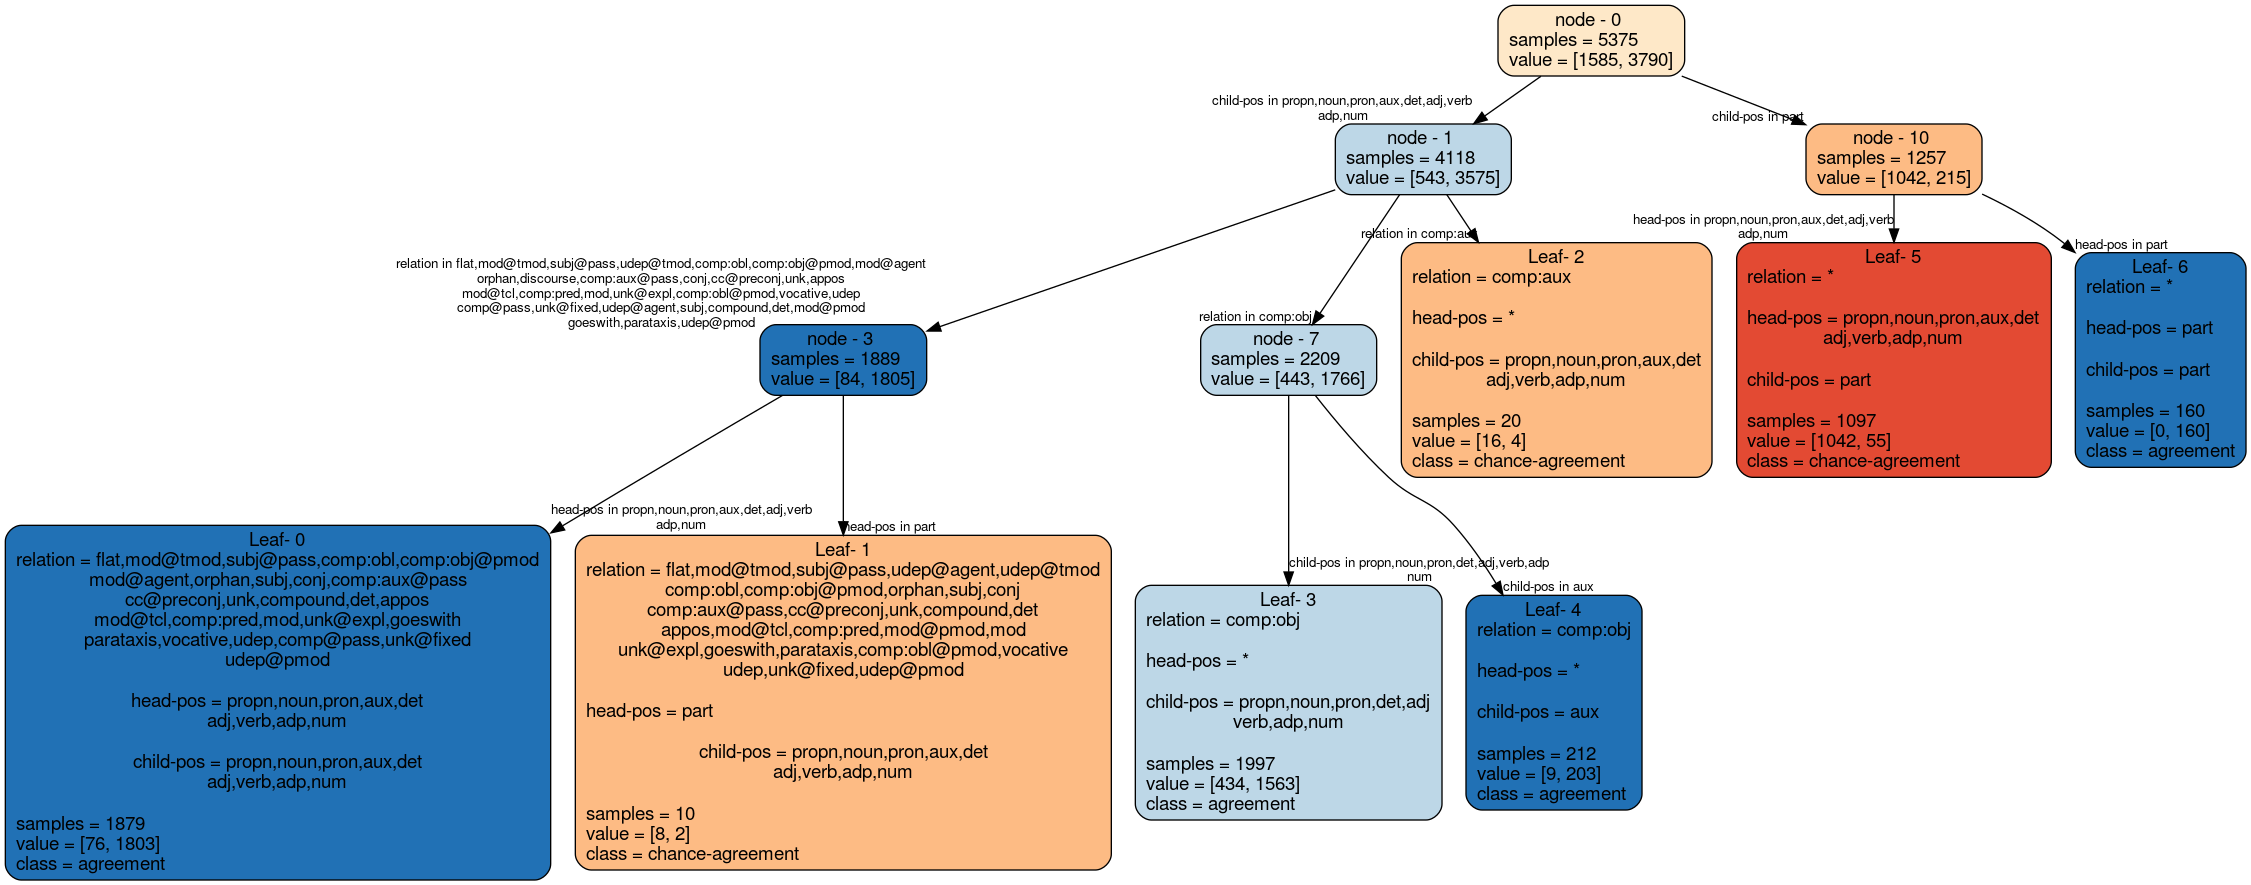 node - 0
samples = 5375
value = [1585, 3790]
child-pos in propn,noun,pron,aux,det,adj,verb
adp,num
child-pos in part
node - 1
samples = 4118
value = [543, 3575]
node - 10
samples = 1257
value = [1042, 215]
relation in flat,mod@tmod,subj@pass,udep@tmod,comp:obl,comp:obj@pmod,mod@agent
orphan,discourse,comp:aux@pass,conj,cc@preconj,unk,appos
mod@tcl,comp:pred,mod,unk@expl,comp:obl@pmod,vocative,udep
comp@pass,unk@fixed,udep@agent,subj,compound,det,mod@pmod
goeswith,parataxis,udep@pmod
relation in comp:obj
relation in comp:aux
head-pos in propn,noun,pron,aux,det,adj,verb
adp,num
head-pos in part
node - 3
samples = 1889
value = [84, 1805]
node - 7
samples = 2209
value = [443, 1766]
Leaf- 2
relation = comp:aux
head-pos = *
child-pos = propn,noun,pron,aux,det
adj,verb,adp,num
samples = 20
value = [16, 4]
class = chance-agreement
Leaf- 5
relation = *
head-pos = propn,noun,pron,aux,det
adj,verb,adp,num
child-pos = part
samples = 1097
value = [1042, 55]
class = chance-agreement
Leaf- 6
relation = *
head-pos = part
child-pos = part
samples = 160
value = [0, 160]
class = agreement
head-pos in propn,noun,pron,aux,det,adj,verb
adp,num
head-pos in part
child-pos in propn,noun,pron,det,adj,verb,adp
num
child-pos in aux
Leaf- 0
relation = flat,mod@tmod,subj@pass,comp:obl,comp:obj@pmod
mod@agent,orphan,subj,conj,comp:aux@pass
cc@preconj,unk,compound,det,appos
mod@tcl,comp:pred,mod,unk@expl,goeswith
parataxis,vocative,udep,comp@pass,unk@fixed
udep@pmod
head-pos = propn,noun,pron,aux,det
adj,verb,adp,num
child-pos = propn,noun,pron,aux,det
adj,verb,adp,num
samples = 1879
value = [76, 1803]
class = agreement
Leaf- 1
relation = flat,mod@tmod,subj@pass,udep@agent,udep@tmod
comp:obl,comp:obj@pmod,orphan,subj,conj
comp:aux@pass,cc@preconj,unk,compound,det
appos,mod@tcl,comp:pred,mod@pmod,mod
unk@expl,goeswith,parataxis,comp:obl@pmod,vocative
udep,unk@fixed,udep@pmod
head-pos = part
child-pos = propn,noun,pron,aux,det
adj,verb,adp,num
samples = 10
value = [8, 2]
class = chance-agreement
Leaf- 3
relation = comp:obj
head-pos = *
child-pos = propn,noun,pron,det,adj
verb,adp,num
samples = 1997
value = [434, 1563]
class = agreement
Leaf- 4
relation = comp:obj
head-pos = *
child-pos = aux
samples = 212
value = [9, 203]
class = agreement